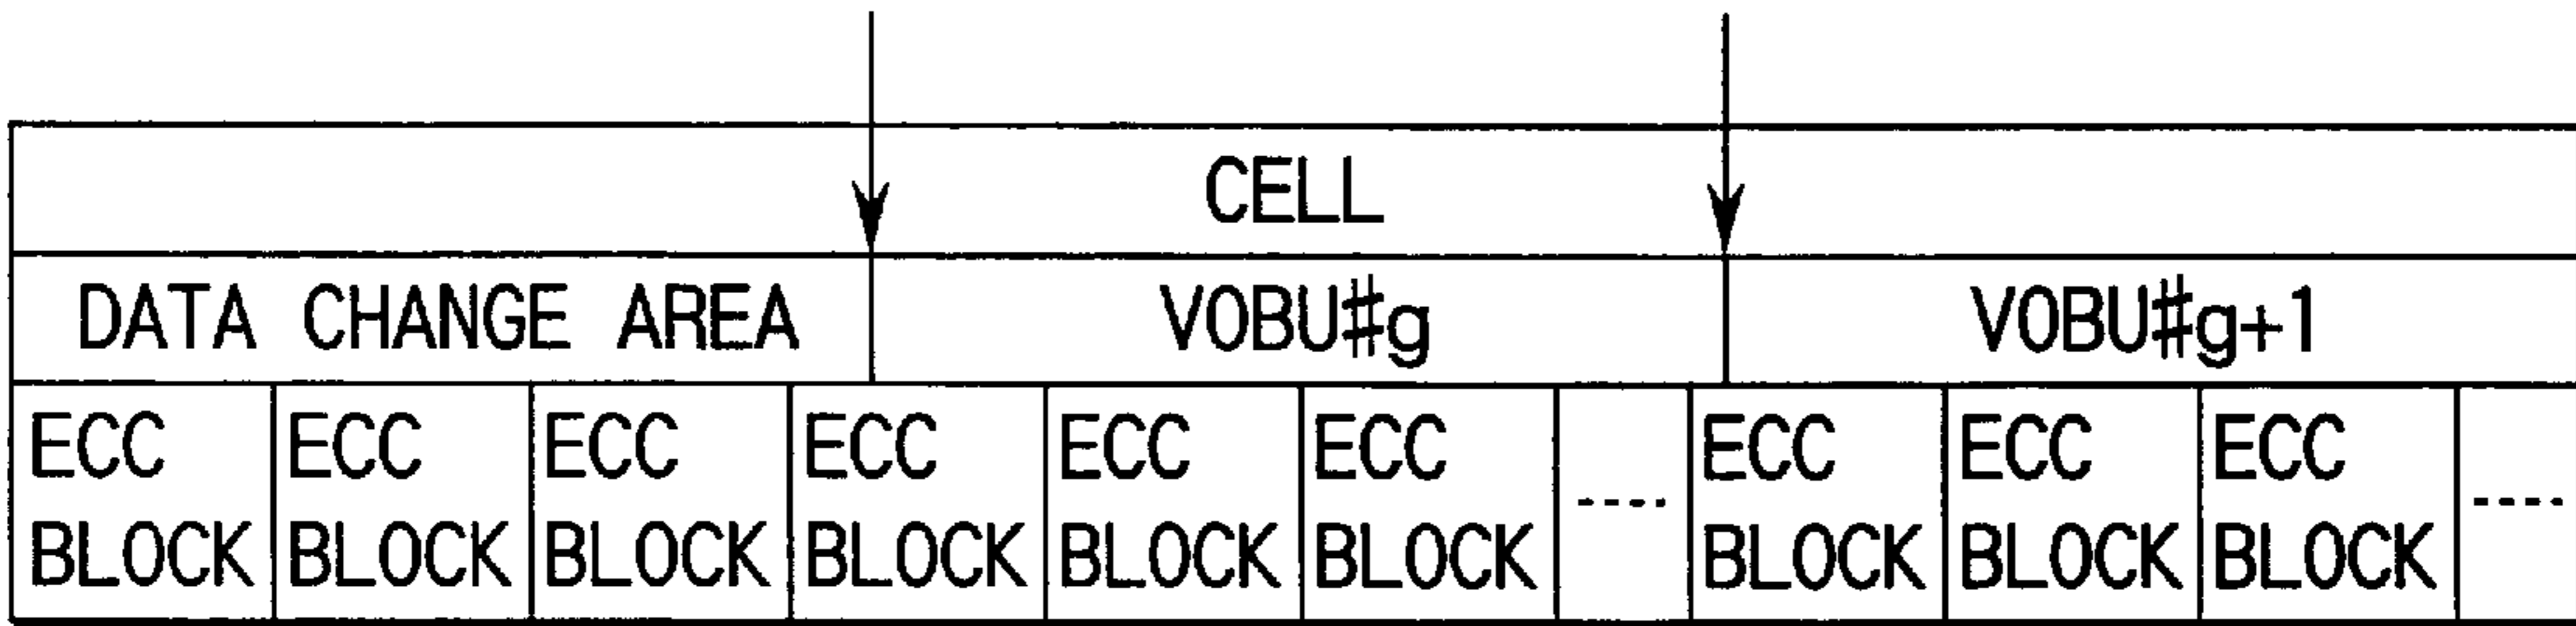 CELL
DATA CHANGE AREA VOBU#g VOBU#g+1
ECC ECC ECC ECC ECC ECC ---- ECC ECC ECC ----
BLOCK BLOCK BLOCK BLOCK BLOCK BLOCK BLOCK BLOCK BLOCK